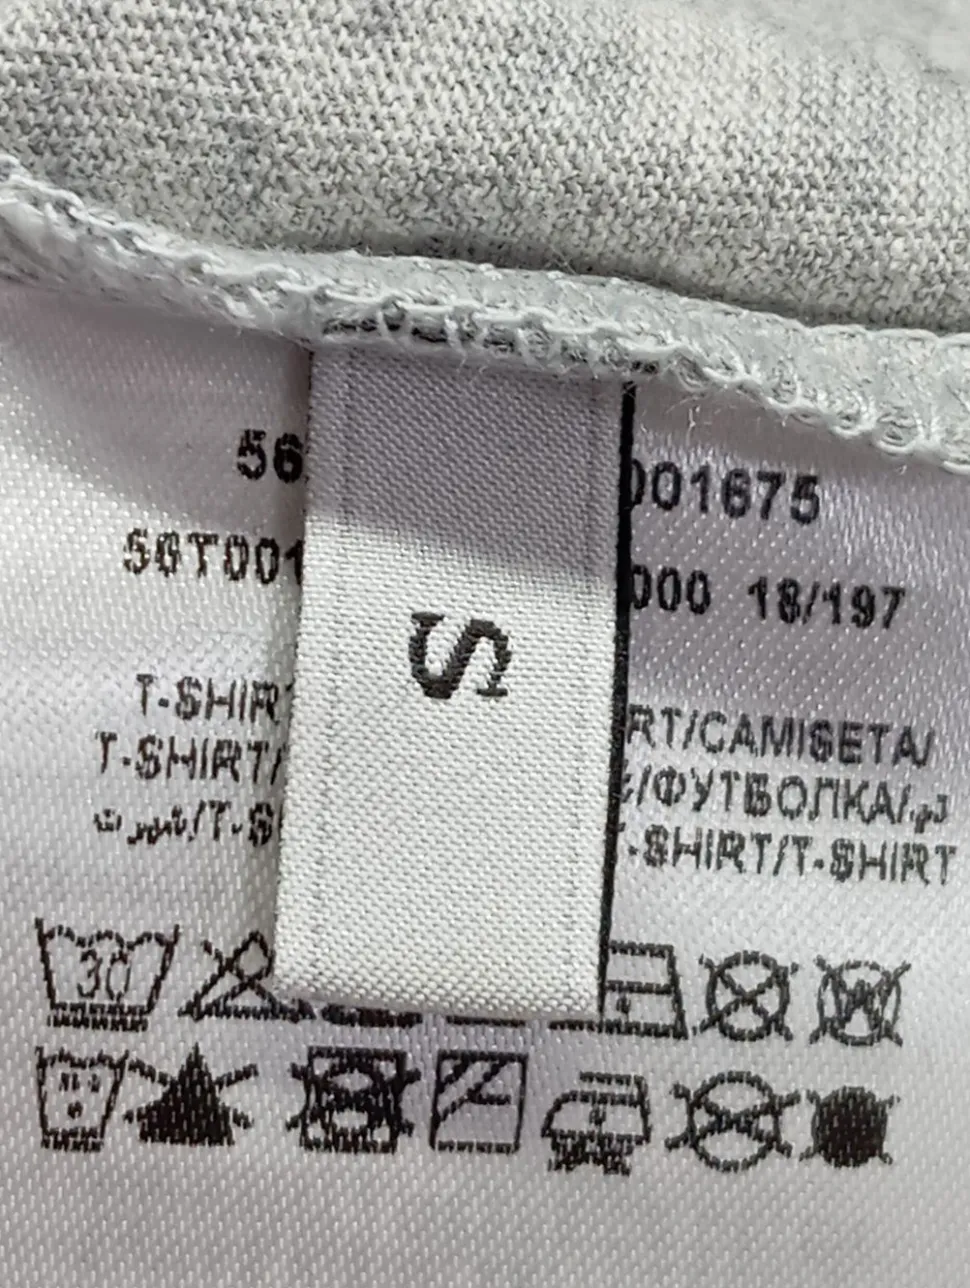 56 001675
56T001 000 18/197
S
T-SHIR RT/CAMISETA/
T-SHIRT/ /ФУТБОЛКА/
/T-S -SHIRT/T-SHIRT
30